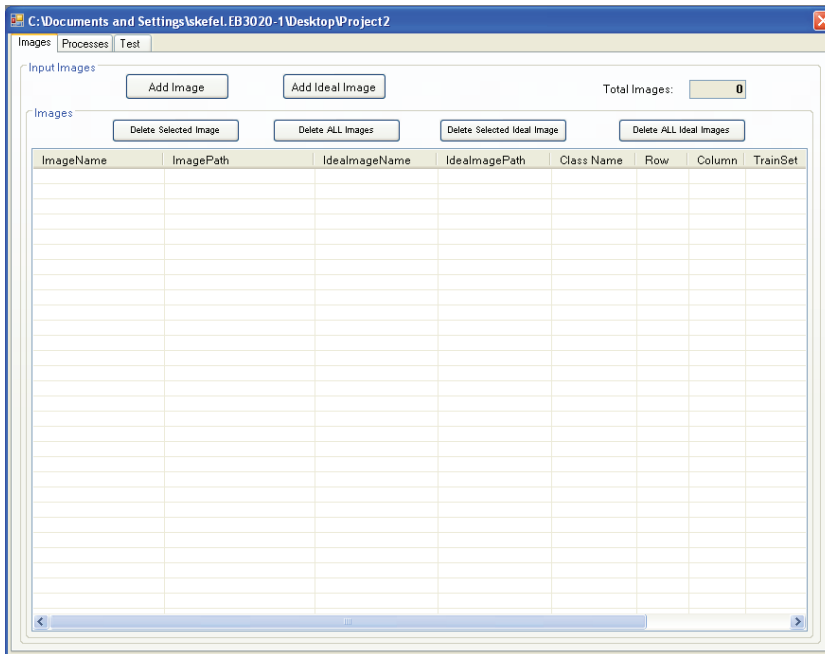 C:\Documents and Settings\skefel.EB3020-1\Desktop\Project2
Images Processes Test
Input Images
Add Image Add Ideal Image Total Images: 0
Images
Delete Selected Image Delete ALL Images Delete Selected Ideal Image Delete ALL Ideal Images
ImageName ImagePath IdeaImageName IdeaImagePath Class Name Row Column TrainSet